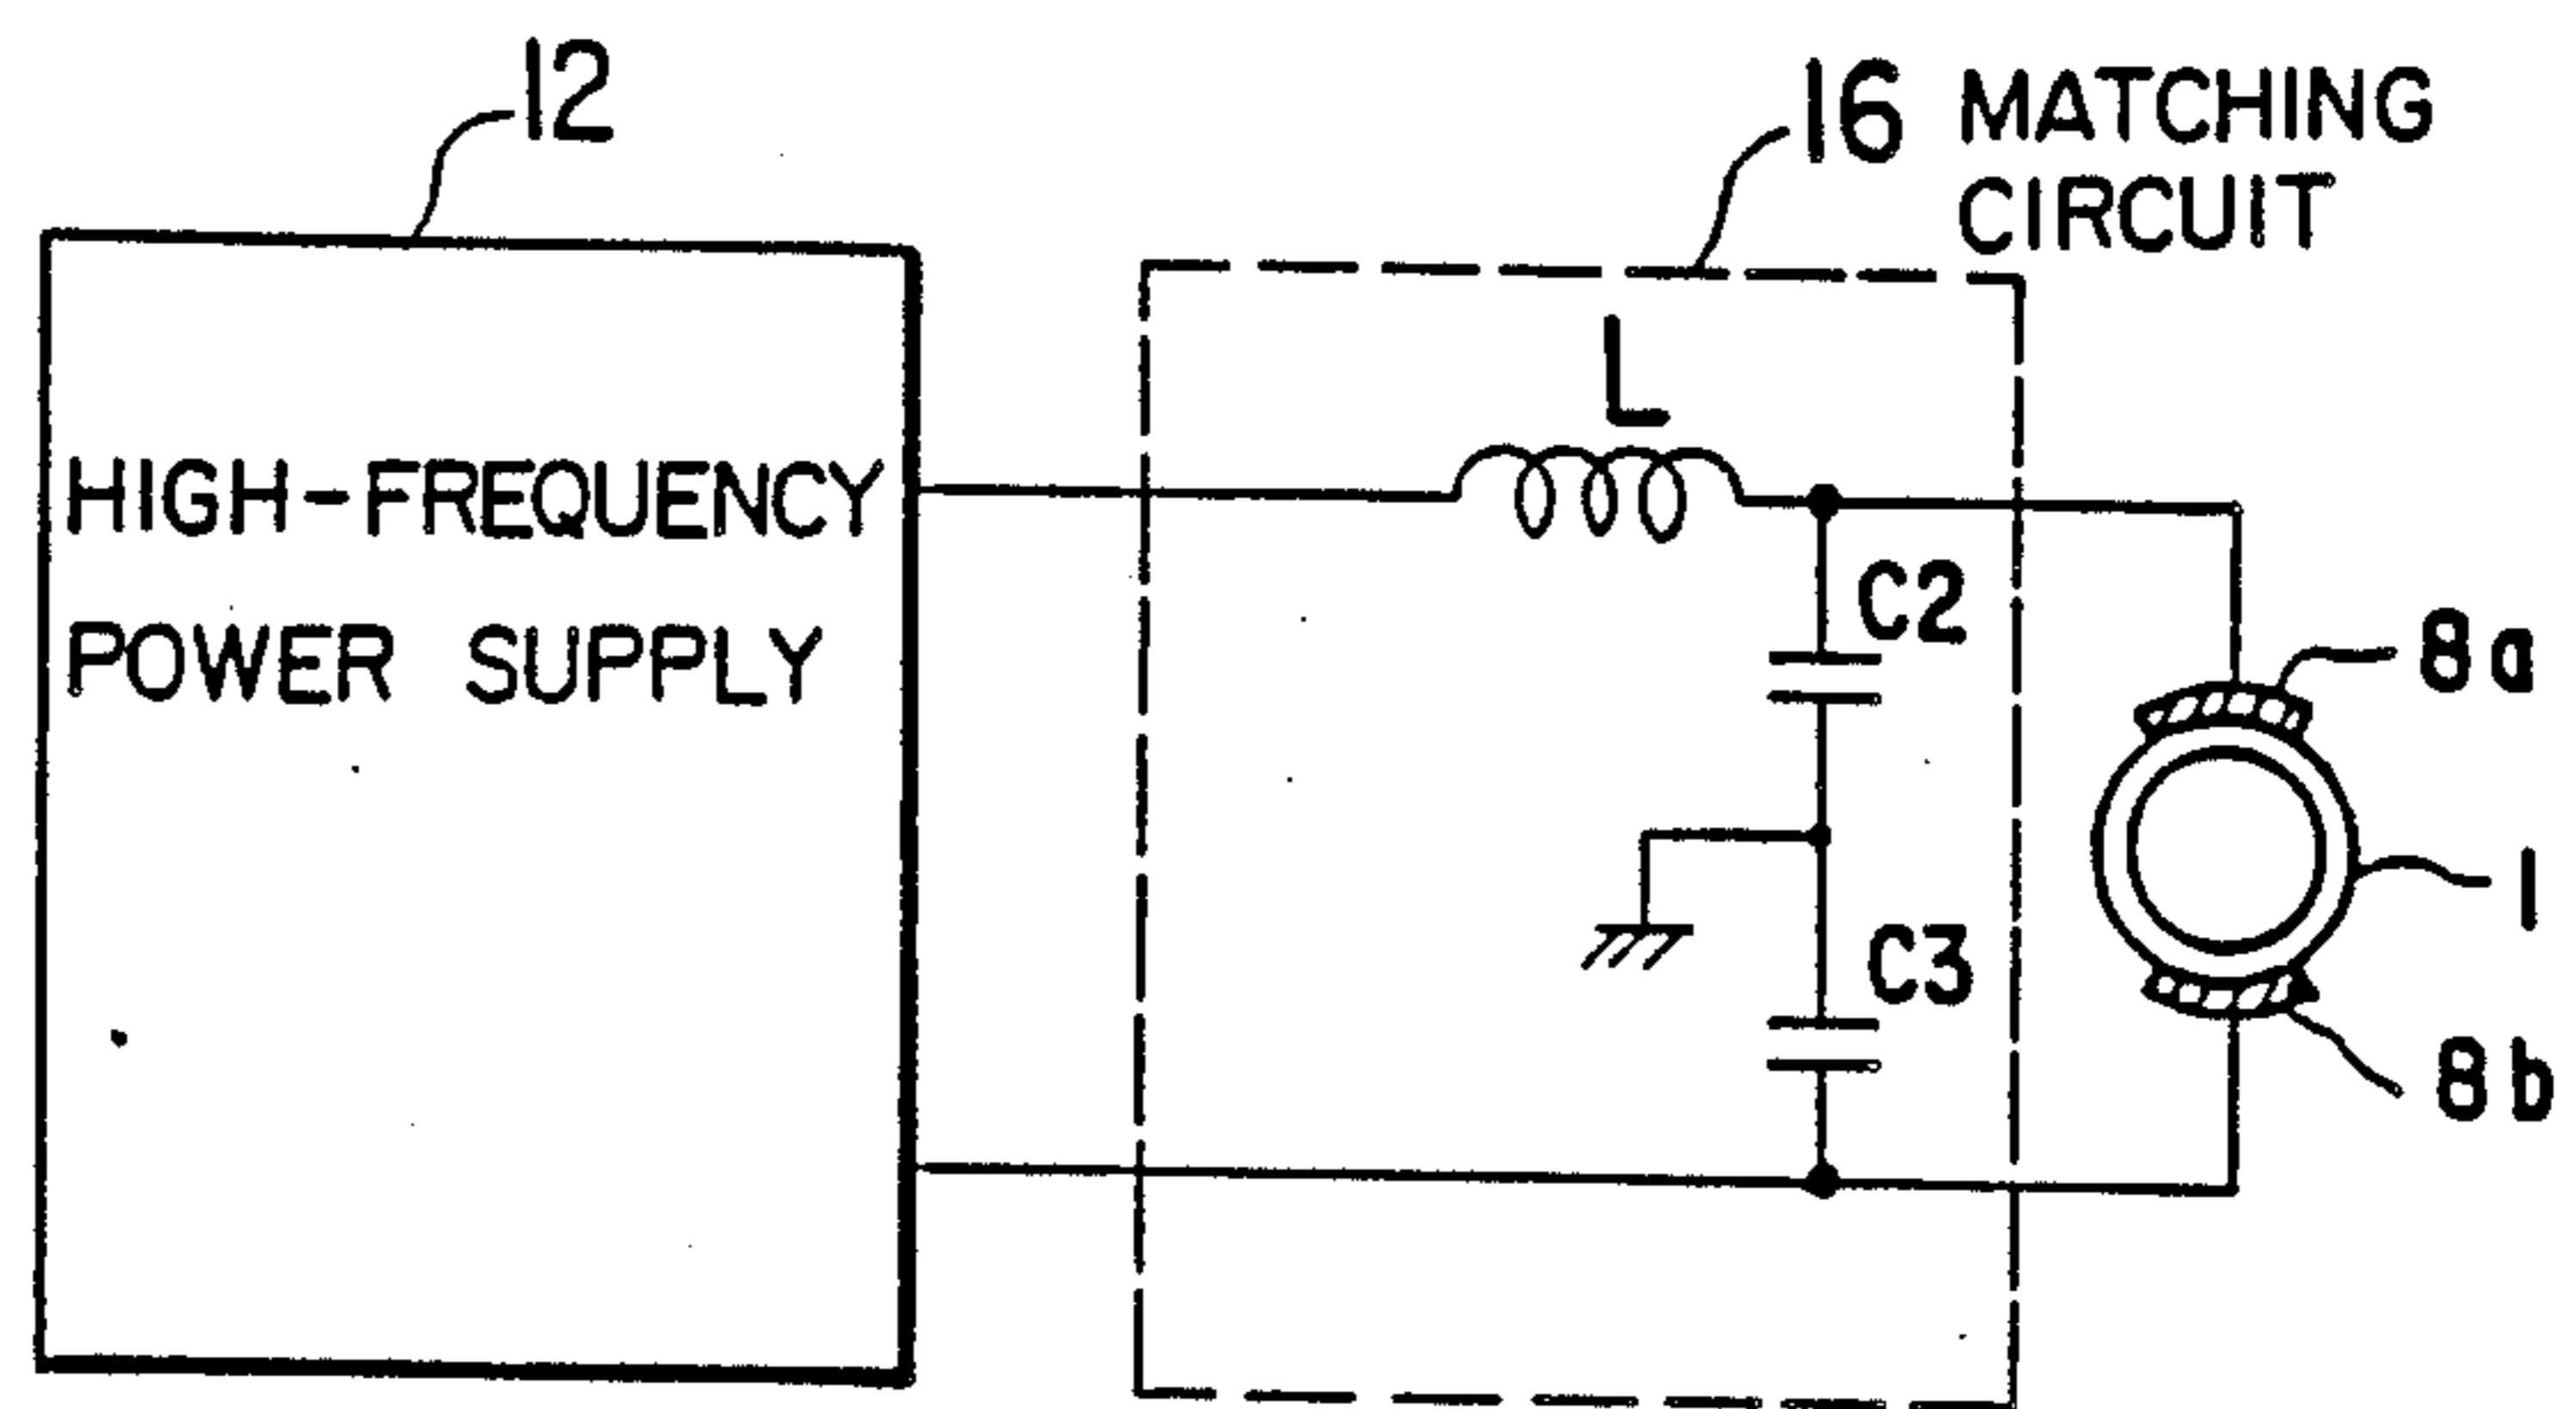 12
16 MATCHING
CIRCUIT
L
HIGH-FREQUENCY
POWER SUPPLY
C2
8a
1
C3
8b